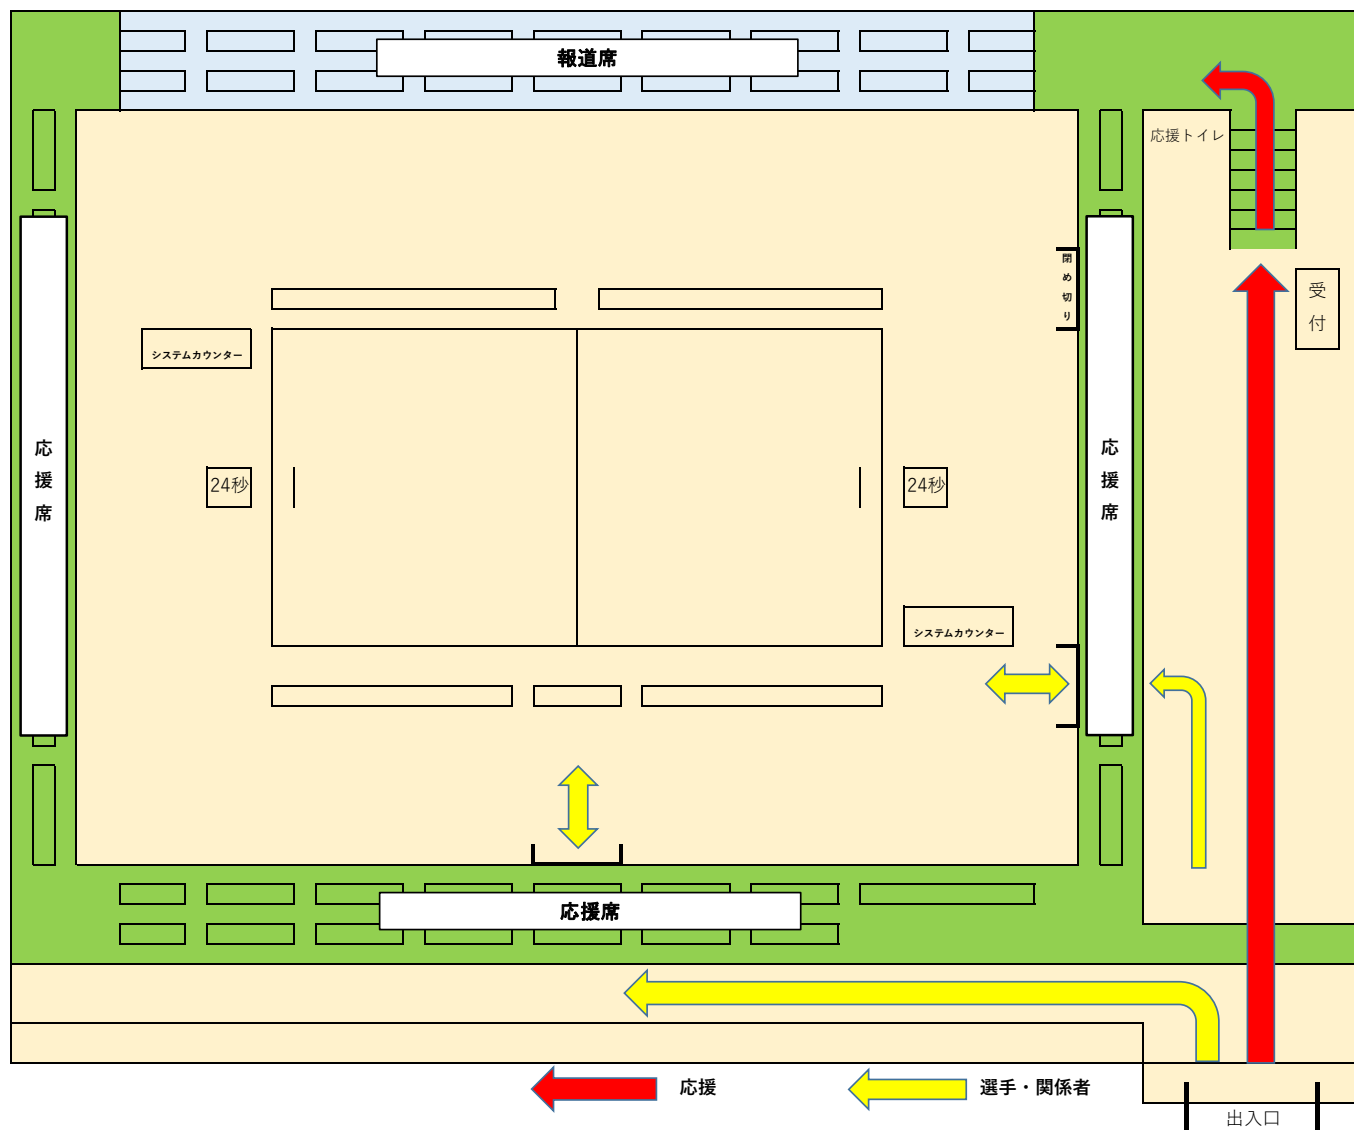 報道席
応援トイレ
閉め切り
受付
システムカウンター
応援席
応援席
24秒
24秒
システムカウンター
応援席
応援
選手・関係者
出入口